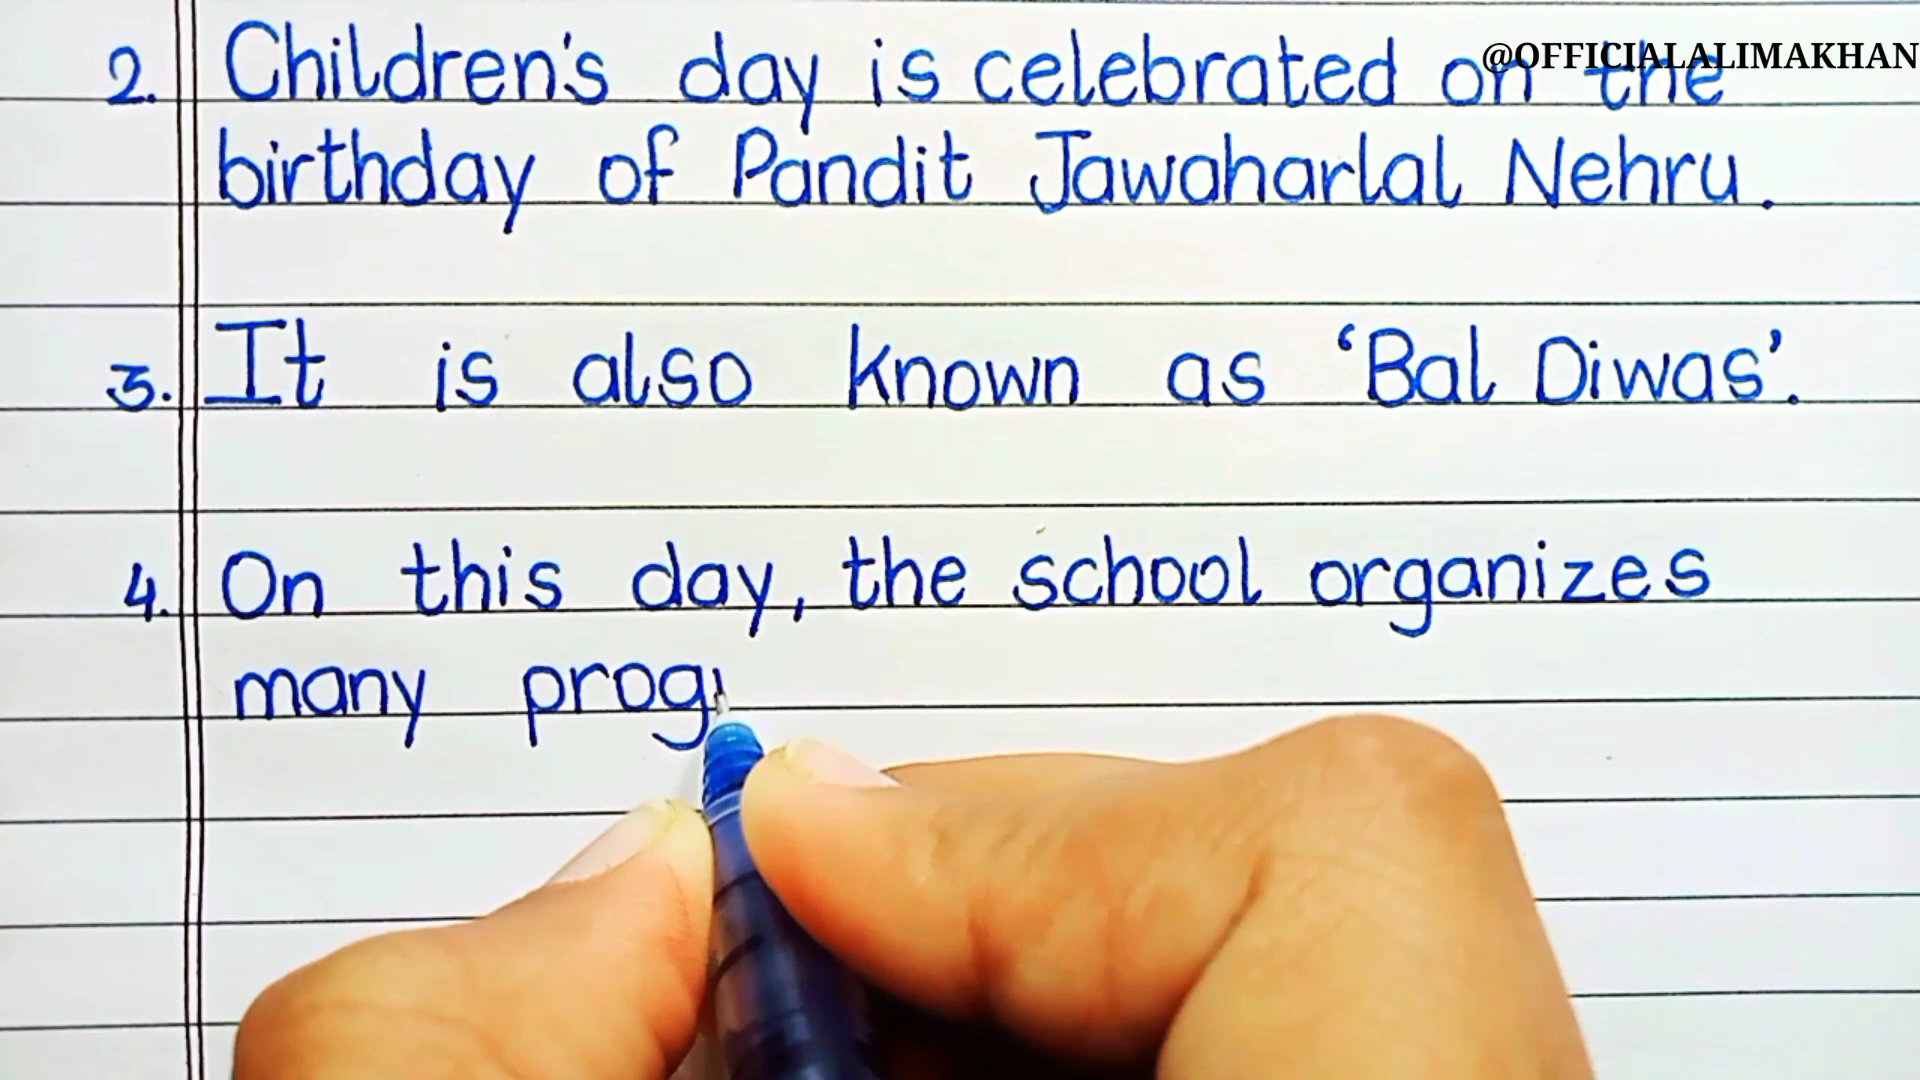 @OFFICIALALIMAKHAN
2. Children's day is celebrated on the
birthday of Pandit Jawaharlal Nehru.
3. It is also known as ‘Bal Diwas’.
4. On this day, the school organizes
many prog